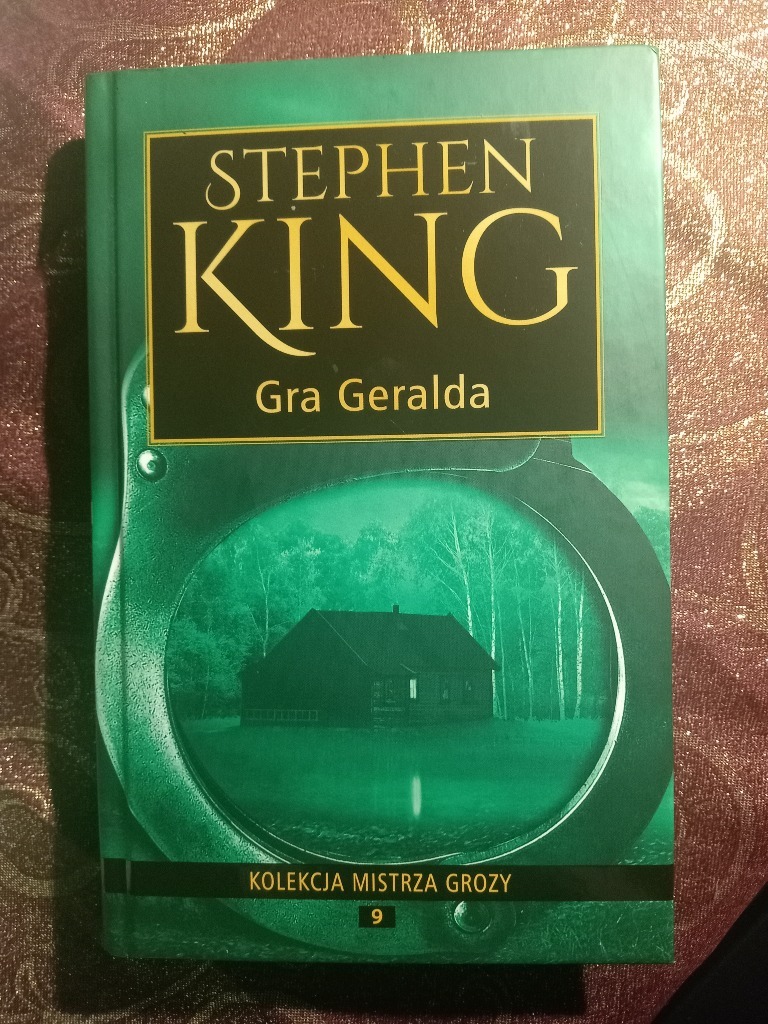 STEPHEN
KING
Gra Geralda
KOLEKCJA MISTRZA GROZY
9